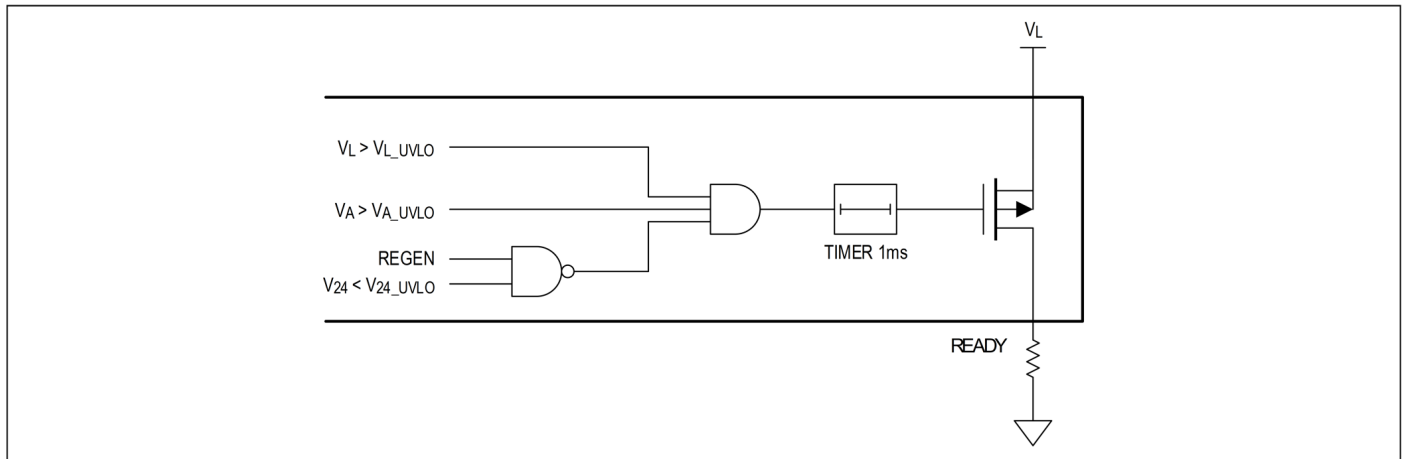 VL
VL > VL_UVLO
VA > VA_UVLO
REGEN
V24 < V24_UVLO
TIMER 1ms
READY